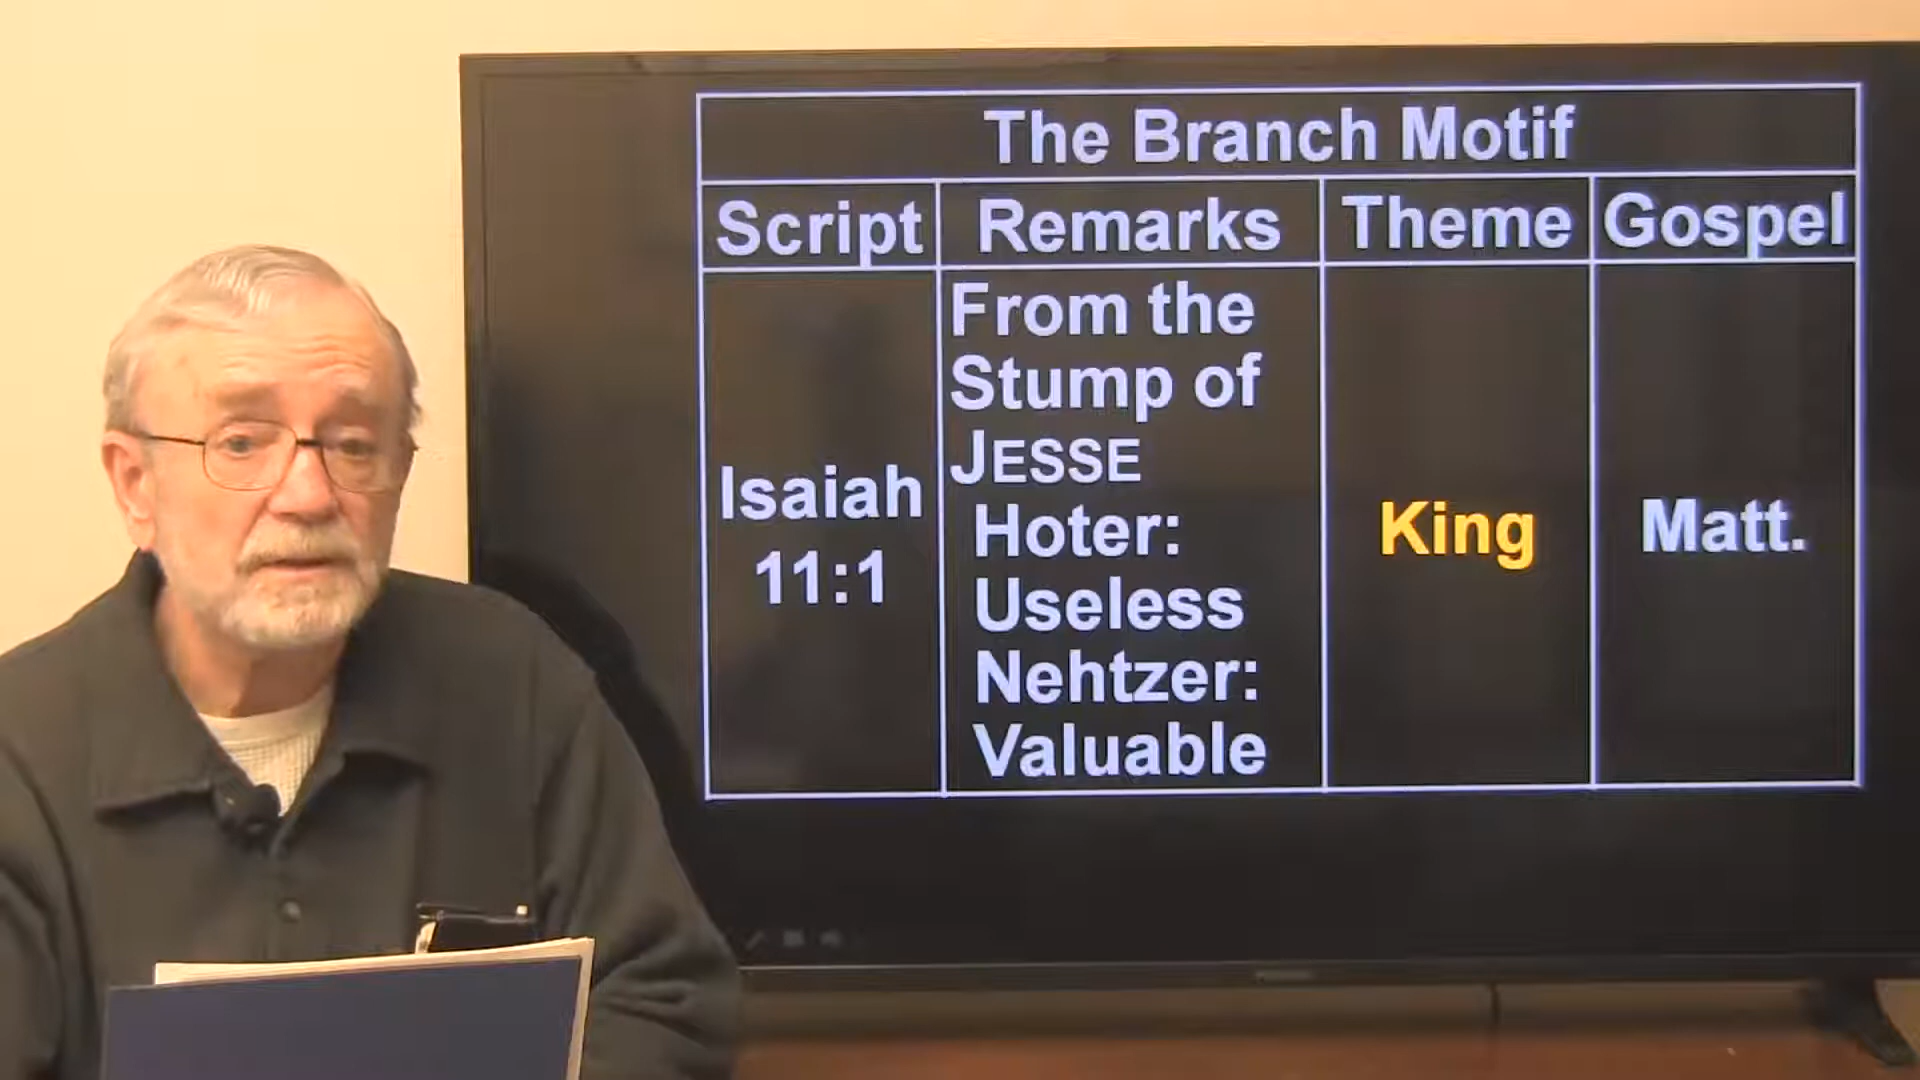 The Branch Motif
Script Remarks Theme Gospel
Isaiah 11:1
From the
Stump of
JESSE
Hoter:
Useless
Nehtzer:
Valuable
King
Matt.